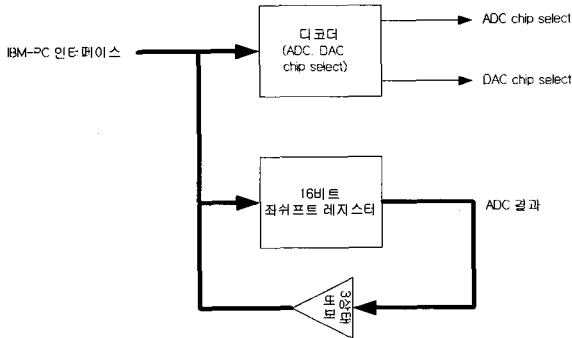 디코더
(ADC, DAC
chip select)
ADC chip select
IBM-PC 인터페이스
DAC chip select
16비트
좌쉬프트 레지스터
ADC 결과
3상태
버퍼